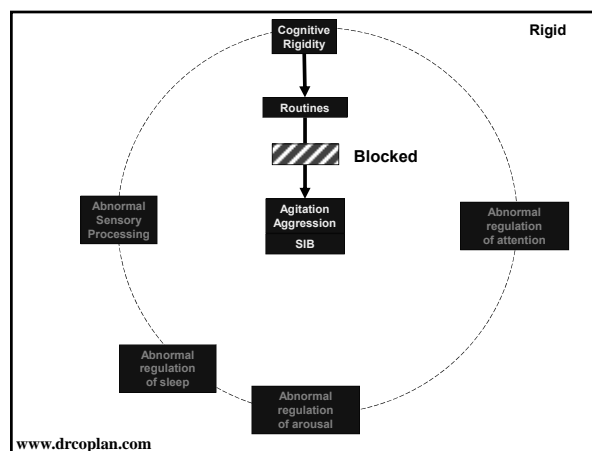 Cognitive
Rigidity
Rigid
Routines
Blocked
Abnormal
Sensory
Processing
Agitation
Aggression
SIB
Abnormal
regulation
of attention
Abnormal
regulation
of sleep
Abnormal
regulation
of arousal
www.drcoplan.com